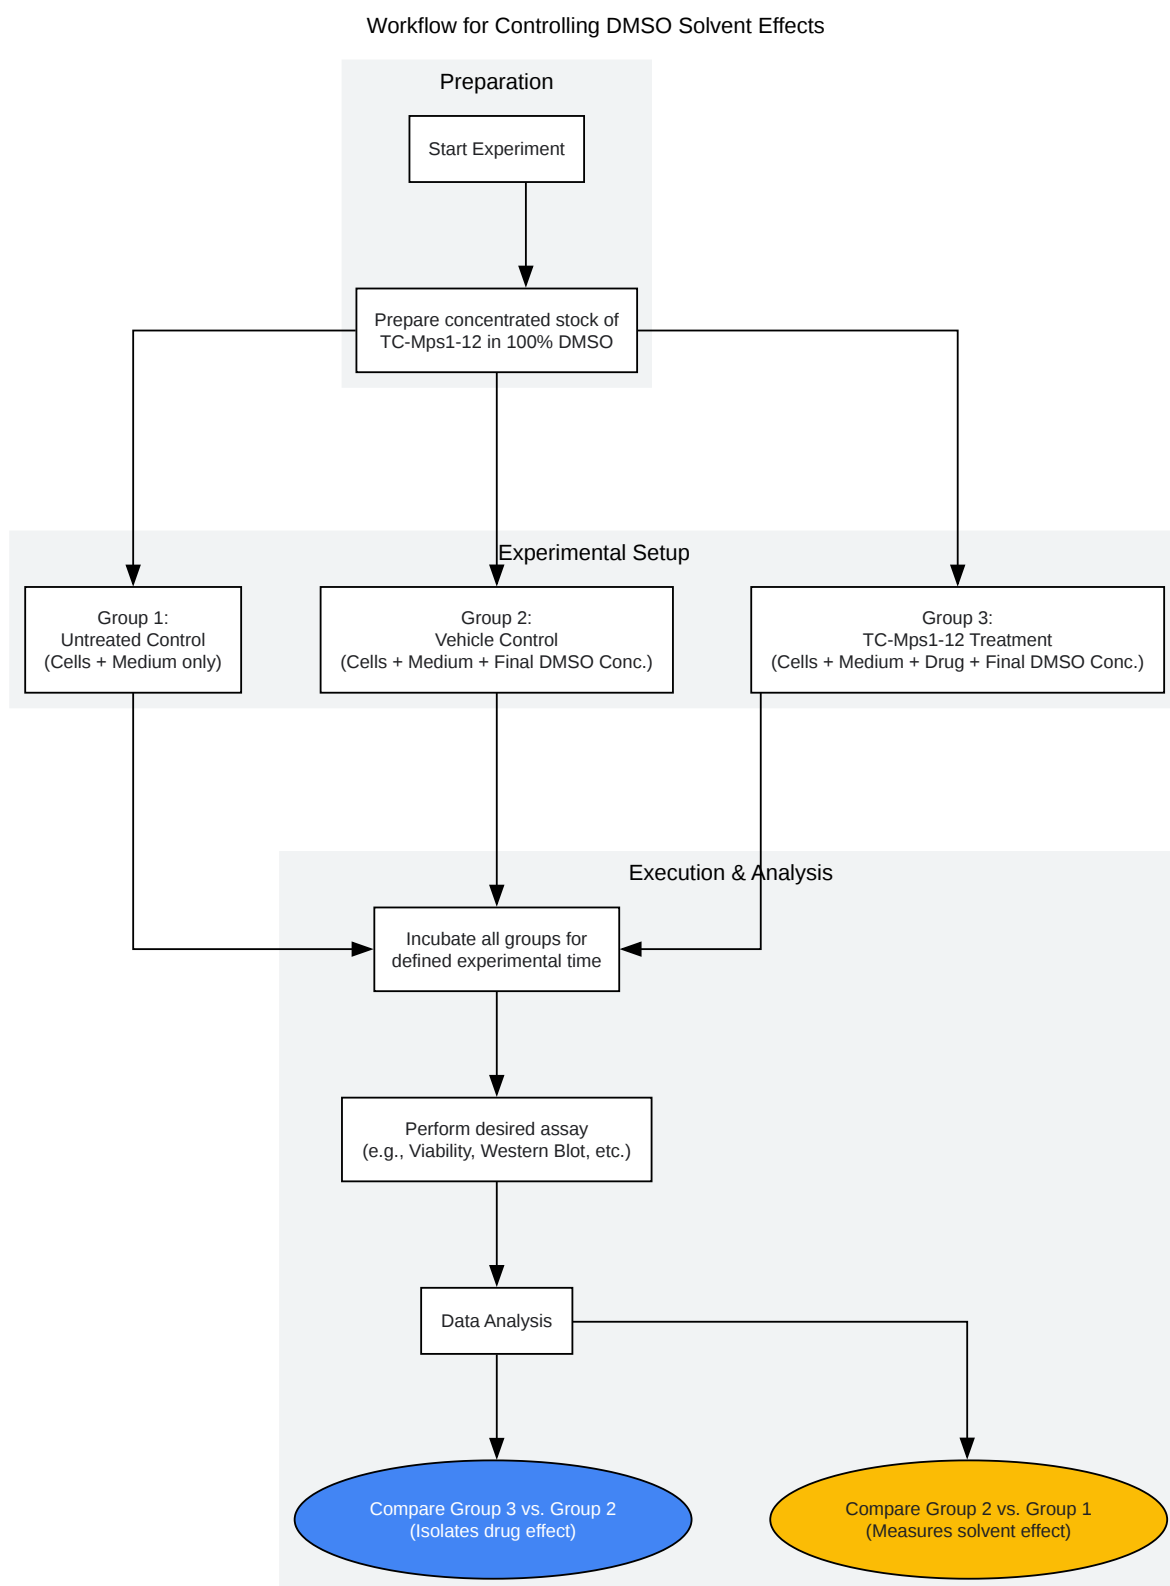 Workflow for Controlling DMSO Solvent Effects
Preparation
Start Experiment
Prepare concentrated stock of
TC-Mps1-12 in 100% DMSO
Experimental Setup
Group 1:
Untreated Control
(Cells + Medium only)
Group 2:
Vehicle Control
(Cells + Medium + Final DMSO Conc.)
Group 3:
TC-Mps1-12 Treatment
(Cells + Medium + Drug + Final DMSO Conc.)
Execution & Analysis
Incubate all groups for
defined experimental time
Perform desired assay
(e.g., Viability, Western Blot, etc.)
Data Analysis
Compare Group 3 vs. Group 2
(Isolates drug effect)
Compare Group 2 vs. Group 1
(Measures solvent effect)